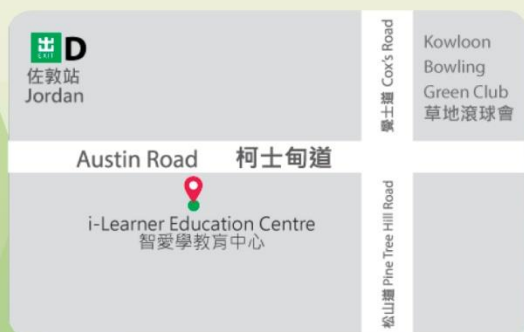 出 D
EXIT
佐敦站
Jordan
覺士道 Cox's Road
Kowloon
Bowling
Green Club
草地滾球會
Austin Road 柯士甸道
i-Learner Education Centre
智愛學教育中心
松山道 Pine Tree Hill Road